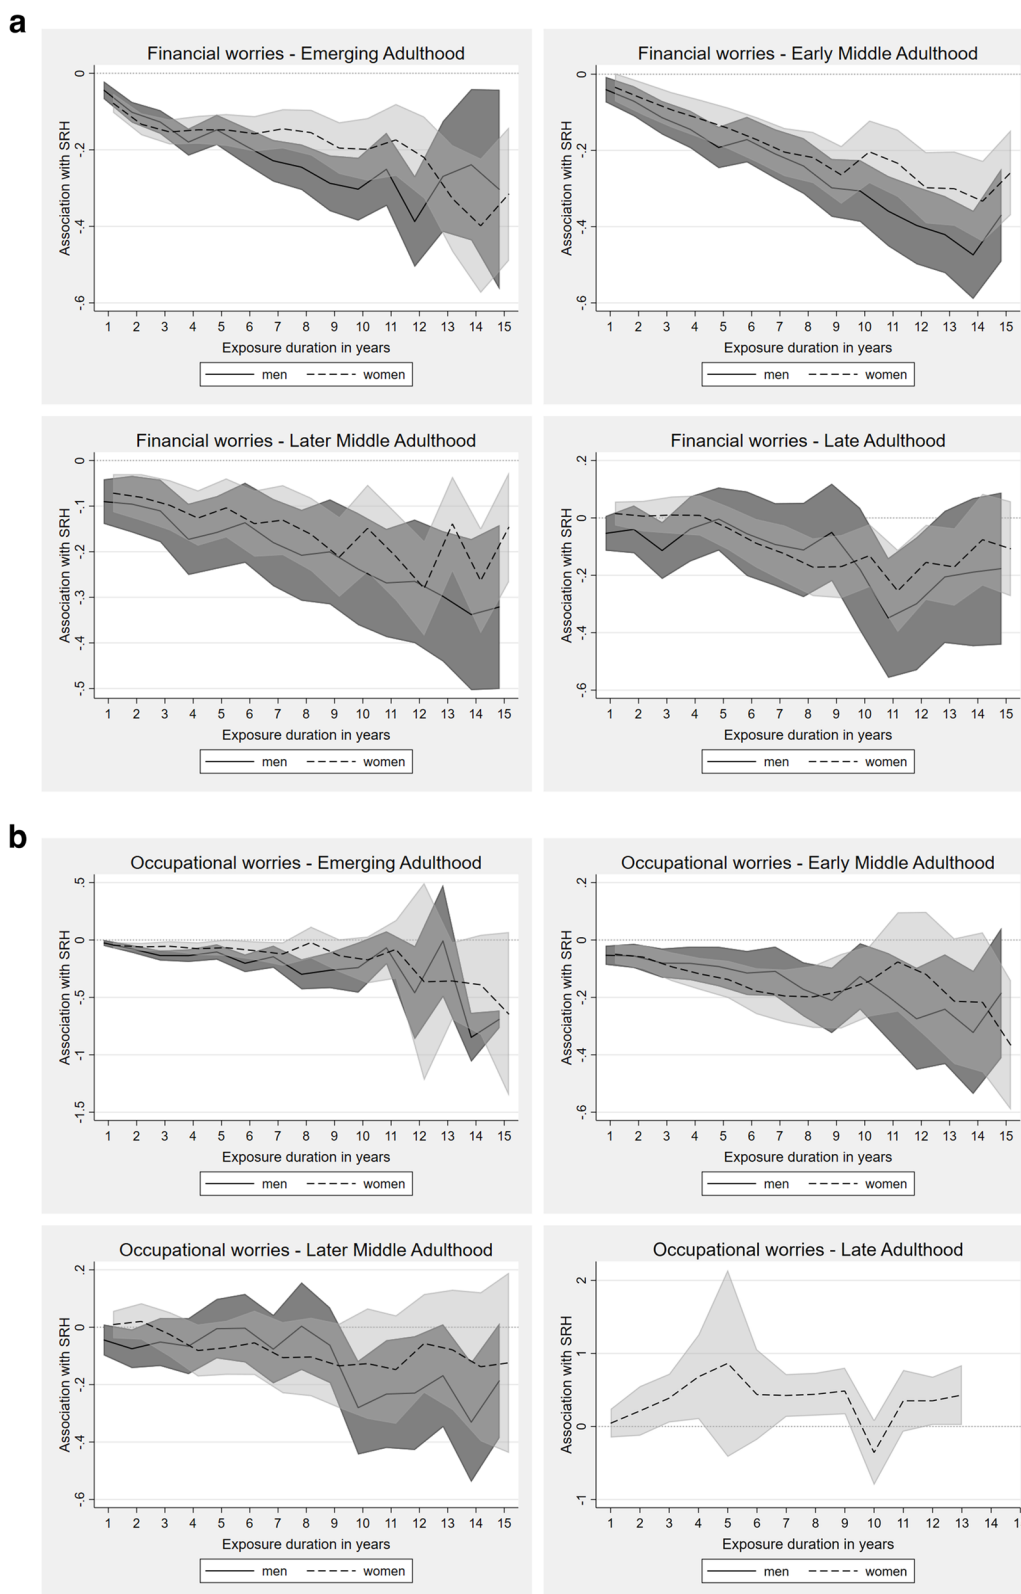 a
Financial worries - Emerging Adulthood
Association with SRH
0
-.2
-.4
-.6
1 2 3 4 5 6 7 8 9 10 11 12 13 14 15
Exposure duration in years
men women
Financial worries - Early Middle Adulthood
Association with SRH
0
-.2
-.4
-.6
1 2 3 4 5 6 7 8 9 10 11 12 13 14 15
Exposure duration in years
men women
Financial worries - Later Middle Adulthood
Association with SRH
0
-.1
-.2
-.3
-.4
-.5
1 2 3 4 5 6 7 8 9 10 11 12 13 14 15
Exposure duration in years
men women
Financial worries - Late Adulthood
Association with SRH
.2
0
-.2
-.4
-.6
1 2 3 4 5 6 7 8 9 10 11 12 13 14 15
Exposure duration in years
men women
b
Occupational worries - Emerging Adulthood
Association with SRH
.5
0
-.5
-1
-1.5
1 2 3 4 5 6 7 8 9 10 11 12 13 14 15
Exposure duration in years
men women
Occupational worries - Early Middle Adulthood
Association with SRH
.2
0
-.2
-.4
-.6
1 2 3 4 5 6 7 8 9 10 11 12 13 14 15
Exposure duration in years
men women
Occupational worries - Later Middle Adulthood
Association with SRH
.2
0
-.2
-.4
-.6
1 2 3 4 5 6 7 8 9 10 11 12 13 14 15
Exposure duration in years
men women
Occupational worries - Late Adulthood
Association with SRH
2
1
0
-1
1 2 3 4 5 6 7 8 9 10 11 12 13 14 1
Exposure duration in years
men women